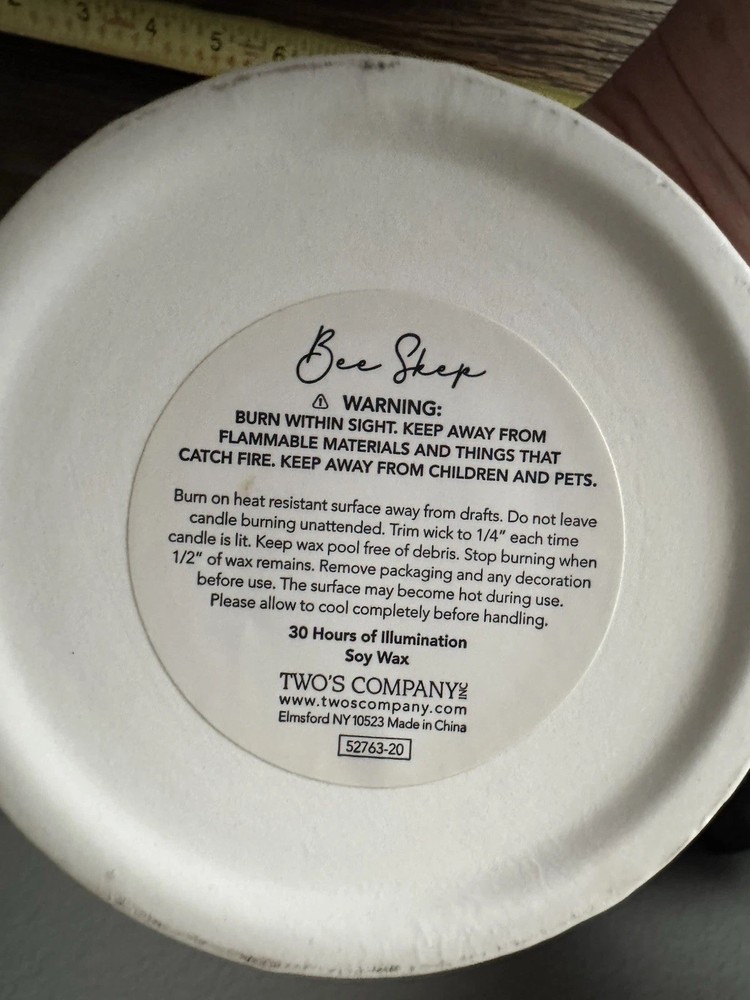 2 3 4 5 6
Bee Skep
WARNING:
BURN WITHIN SIGHT. KEEP AWAY FROM
FLAMMABLE MATERIALS AND THINGS THAT
CATCH FIRE. KEEP AWAY FROM CHILDREN AND PETS.
Burn on heat resistant surface away from drafts. Do not leave
candle burning unattended. Trim wick to 1/4" each time
candle is lit. Keep wax pool free of debris. Stop burning when
1/2" of wax remains. Remove packaging and any decoration
before use. The surface may become hot during use.
Please allow to cool completely before handling.
30 Hours of Illumination
Soy Wax
TWO'S COMPANY INC
www.twoscompany.com
Elmsford NY 10523 Made in China
52763-20